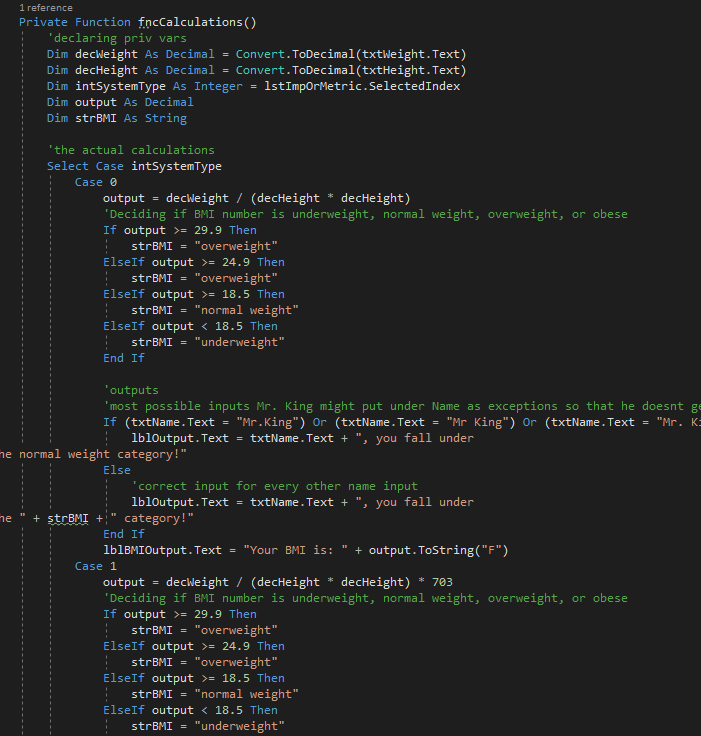 1 reference
Private Function fncCalculations()
'declaring priv vars
Dim decWeight As Decimal = Convert.ToDecimal(txtWeight.Text)
Dim decHeight As Decimal = Convert.ToDecimal(txtHeight.Text)
Dim intSystemType As Integer = lstImpOrMetric.SelectedIndex
Dim output As Decimal
Dim strBMI As String
'the actual calculations
Select Case intSystemType
Case 0
output = decWeight / (decHeight * decHeight)
'Deciding if BMI number is underweight, normal weight, overweight, or obese
If output >= 29.9 Then
strBMI = "overweight"
ElseIf output >= 24.9 Then
strBMI = "overweight"
ElseIf output >= 18.5 Then
strBMI = "normal weight"
ElseIf output < 18.5 Then
strBMI = "underweight"
End If
'outputs
'most possible inputs Mr. King might put under Name as exceptions so that he doesnt ge
If (txtName.Text = "Mr.King") Or (txtName.Text = "Mr King") Or (txtName.Text = "Mr. Ki
lblOutput.Text = txtName.Text + ", you fall under
he normal weight category!"
Else
'correct input for every other name input
lblOutput.Text = txtName.Text + ", you fall under
he " + strBMI + " category!"
End If
lblBMIOutput.Text = "Your BMI is: " + output.ToString("F")
Case 1
output = decWeight / (decHeight * decHeight) * 703
'Deciding if BMI number is underweight, normal weight, overweight, or obese
If output >= 29.9 Then
strBMI = "overweight"
ElseIf output >= 24.9 Then
strBMI = "overweight"
ElseIf output >= 18.5 Then
strBMI = "normal weight"
ElseIf output < 18.5 Then
strBMI = "underweight"